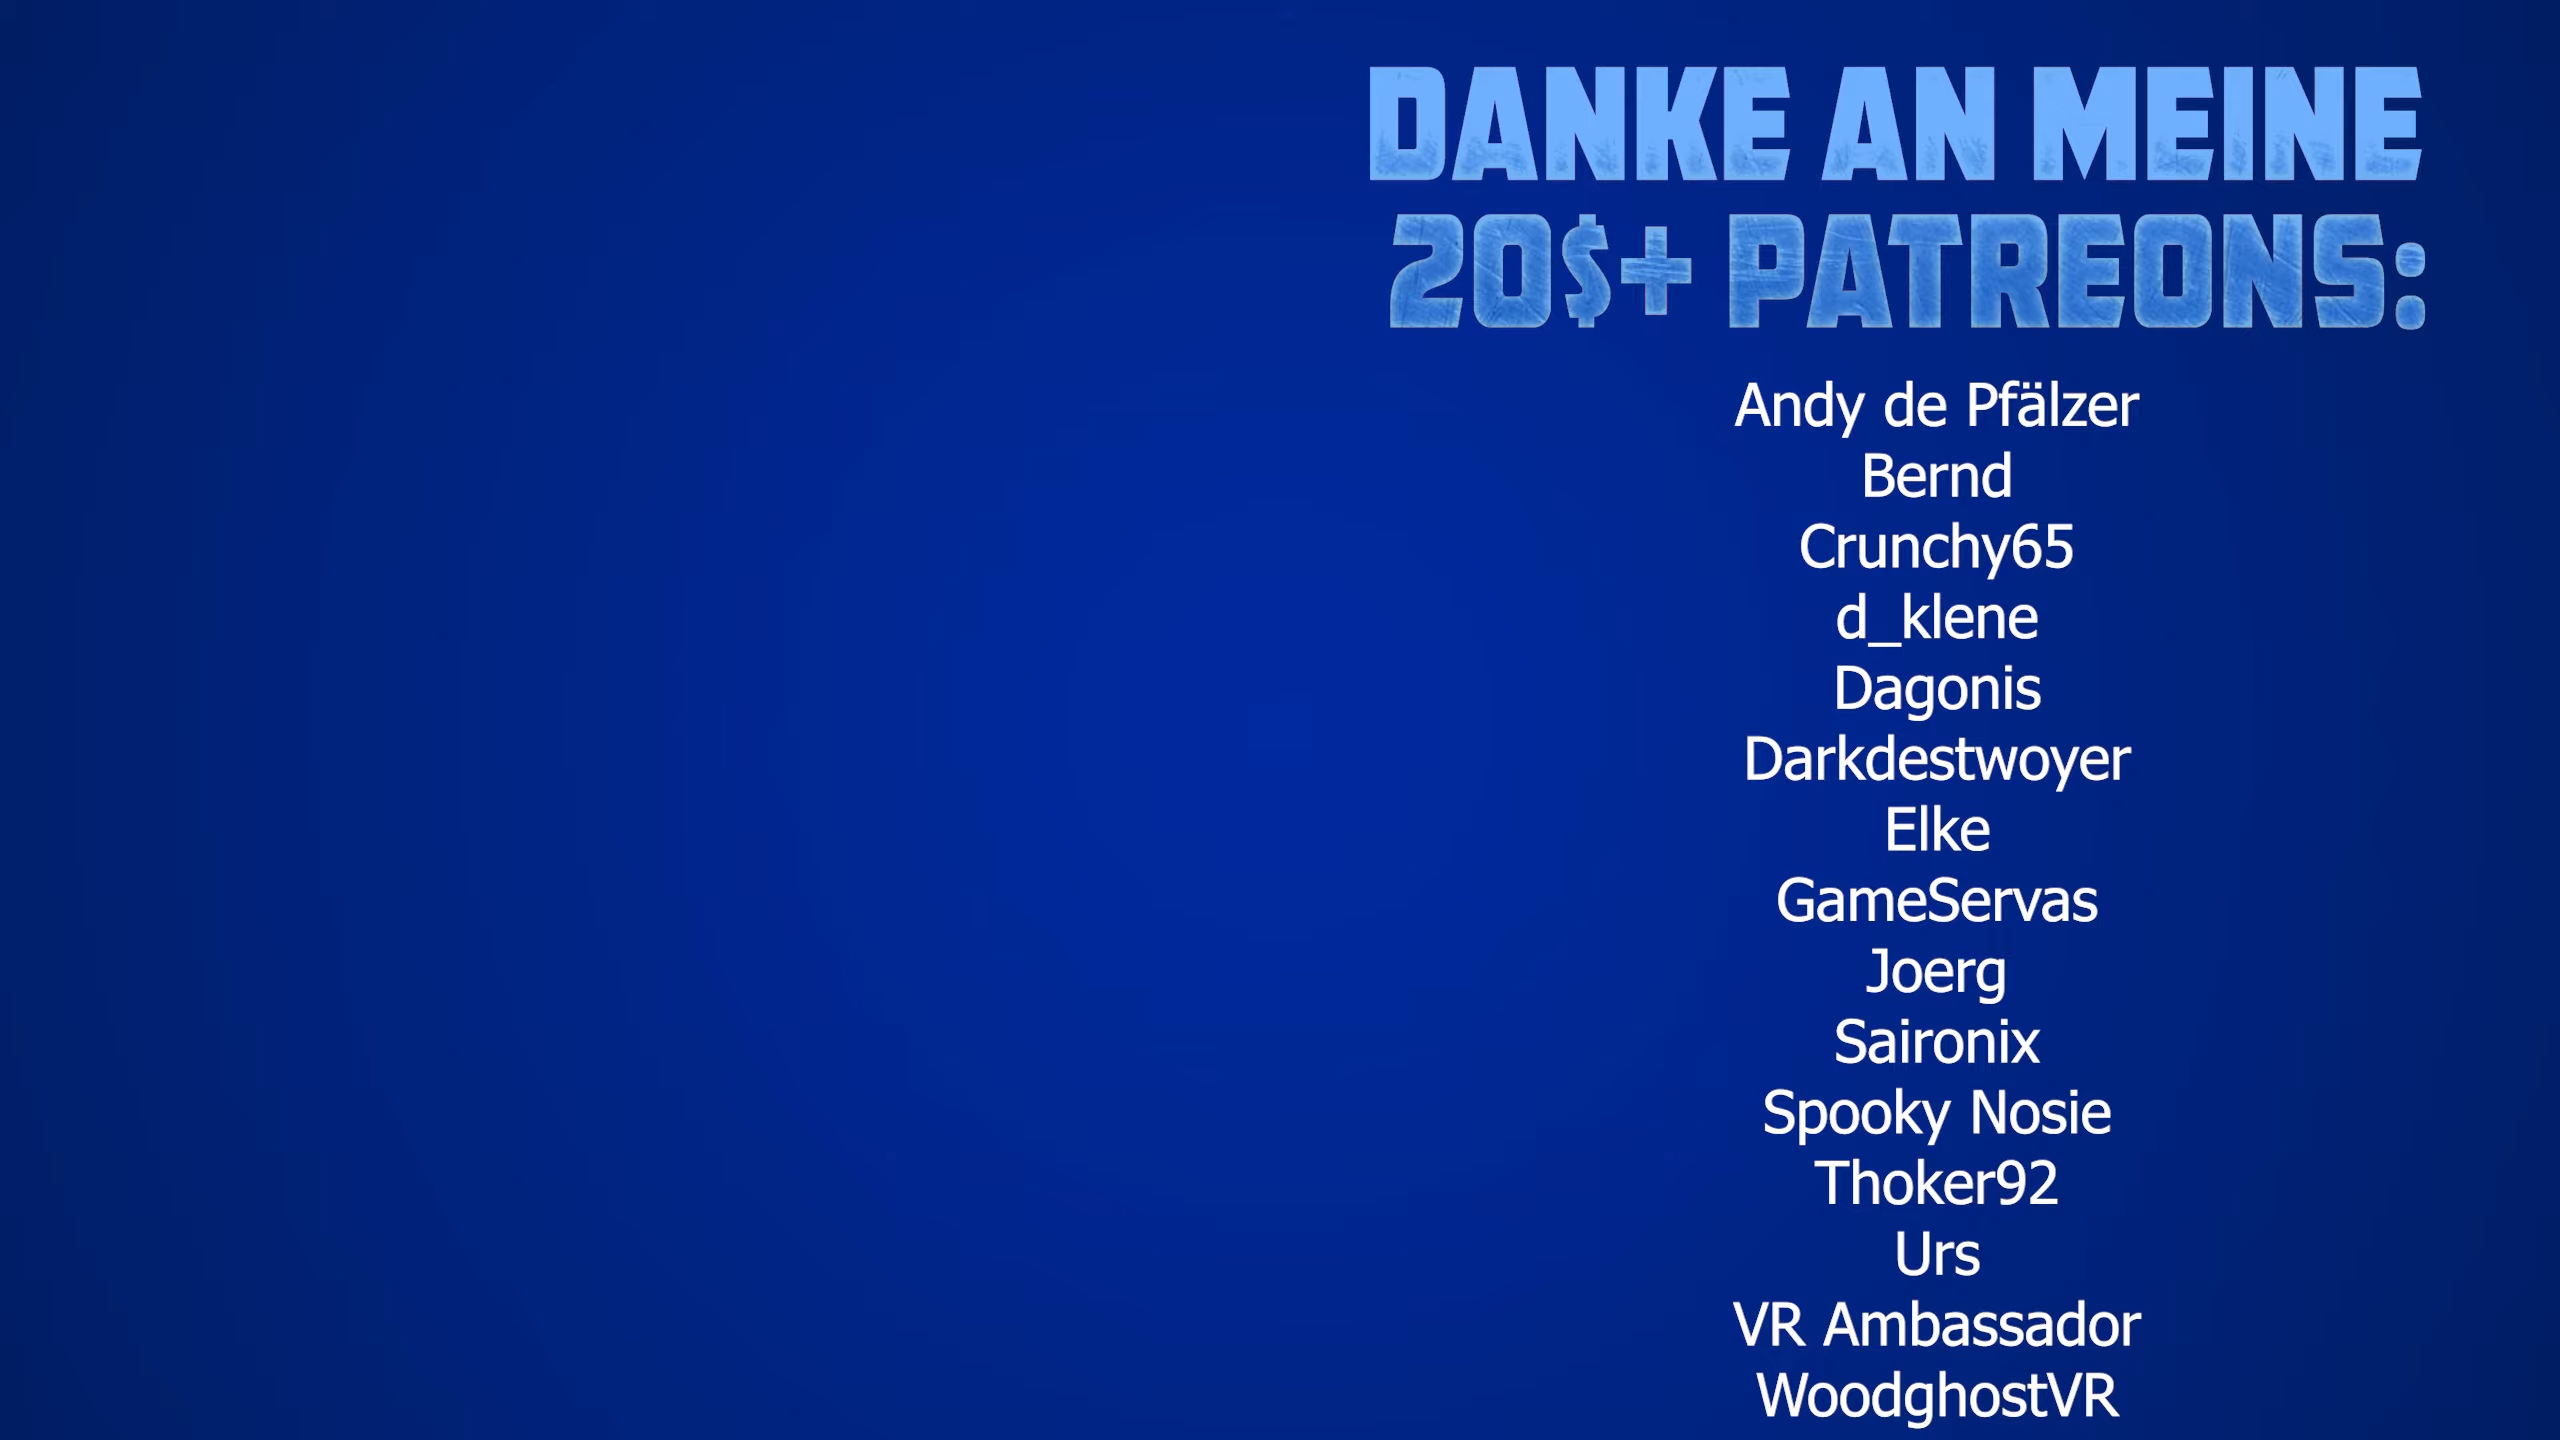 DANKE AN MEINE
20$+ PATREONS:
Andy de Pfälzer
Bernd
Crunchy65
d_klene
Dagonis
Darkdestwoyer
Elke
GameServas
Joerg
Saironix
Spooky Nosie
Thoker92
Urs
VR Ambassador
WoodghostVR